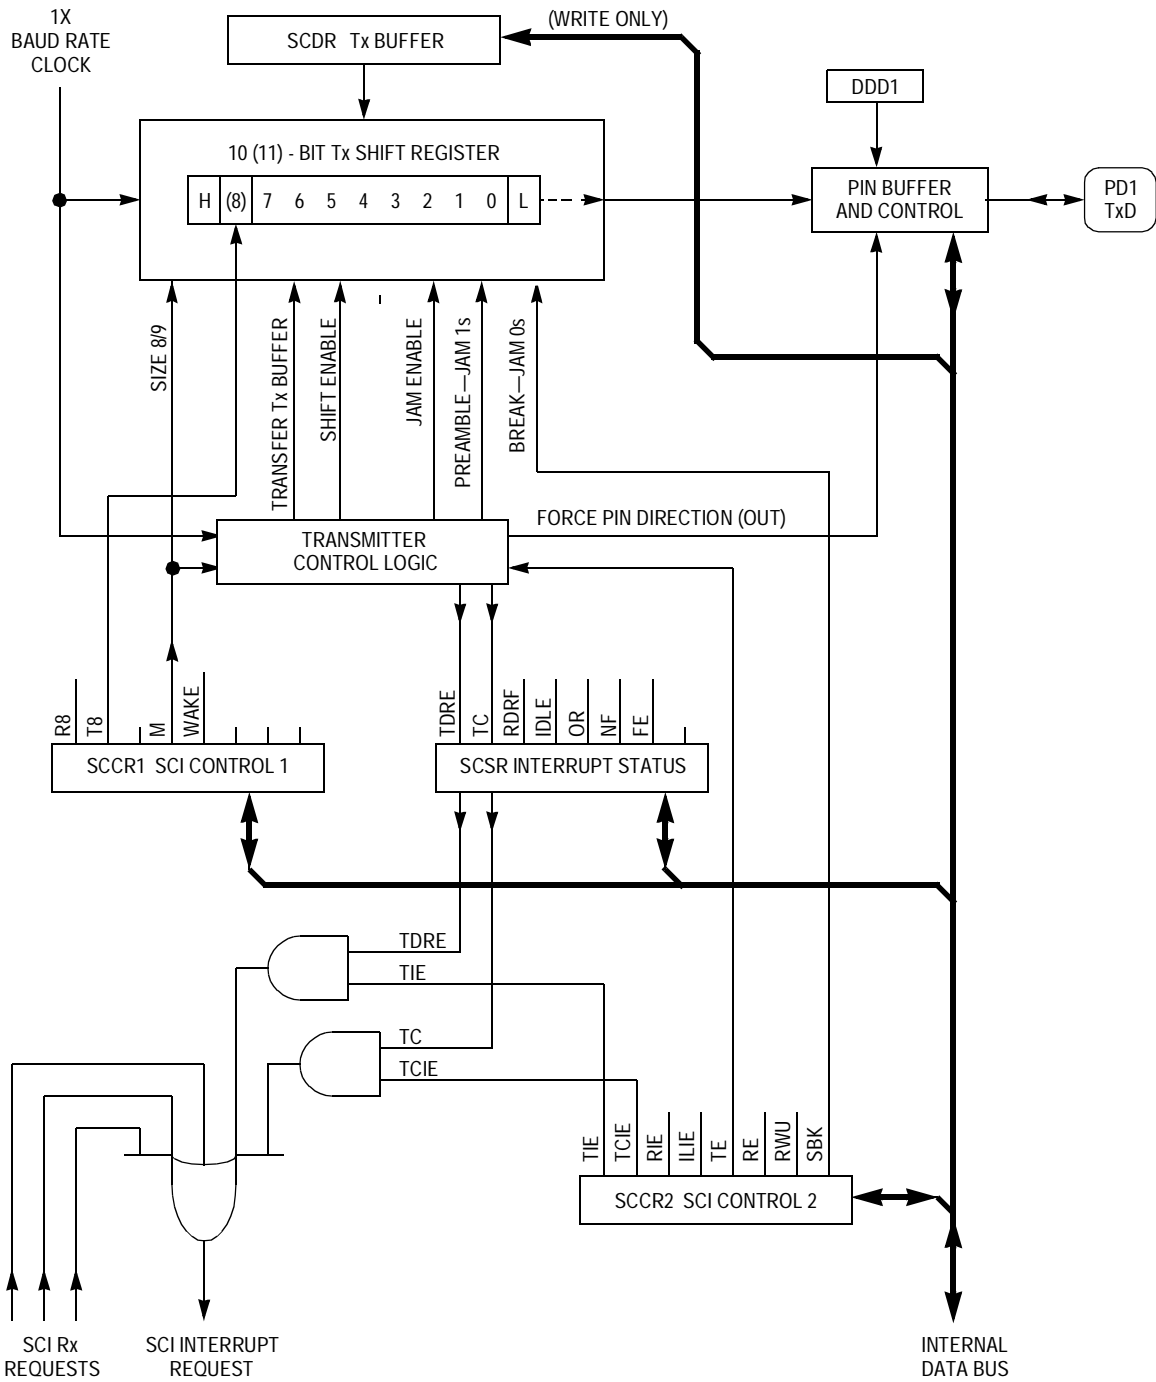 1X
BAUD RATE
CLOCK
SCDR Tx BUFFER
(WRITE ONLY)
DDD1
10 (11) - BIT Tx SHIFT REGISTER
H (8) 7 6 5 4 3 2 1 0 L
PIN BUFFER
AND CONTROL
PD1
TxD
SIZE 8/9
TRANSFER Tx BUFFER
SHIFT ENABLE
JAM ENABLE
PREAMBLE—JAM 1s
BREAK—JAM 0s
FORCE PIN DIRECTION (OUT)
TRANSMITTER
CONTROL LOGIC
R8
T8
M
WAKE
SCCR1 SCI CONTROL 1
TDRE
TC
RDRF
IDLE
OR
NF
FE
SCSR INTERRUPT STATUS
TDRE
TIE
TC
TCIE
TIE
TCIE
RIE
ILIE
TE
RE
RWU
SBK
SCCR2 SCI CONTROL 2
SCI Rx
REQUESTS
SCI INTERRUPT
REQUEST
INTERNAL
DATA BUS